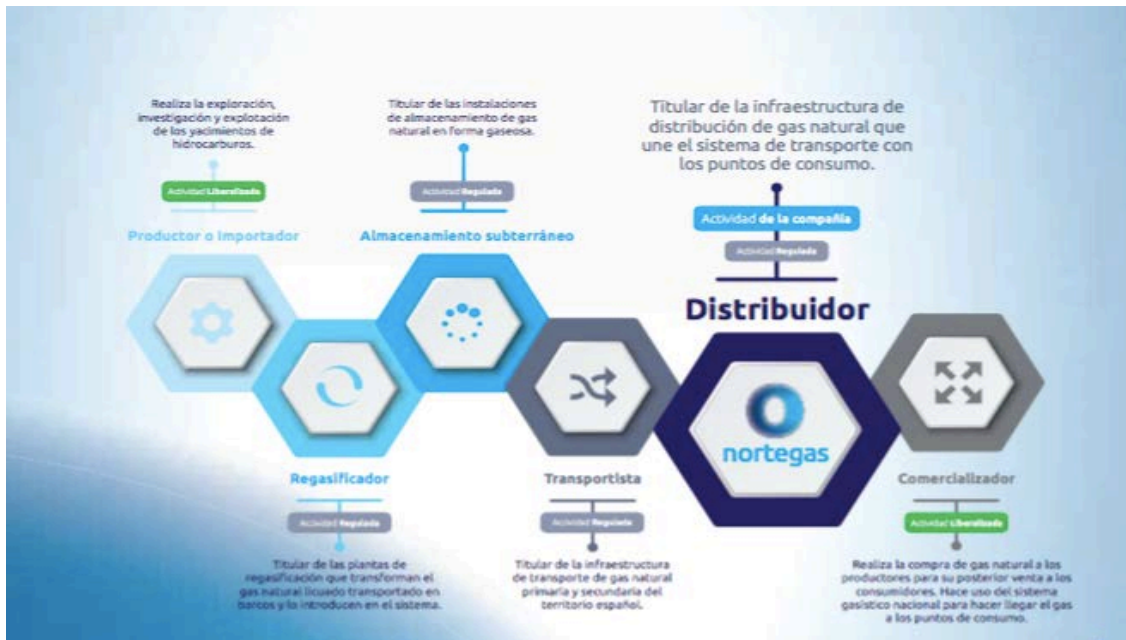 Realiza la exploración,
investigación y explotación
de los yacimientos de
hidrocarburos.
Actividad Liberalizada
Productor o Importador
Titular de las instalaciones
de almacenamiento de gas
natural en forma gaseosa.
Actividad Regulada
Almacenamiento subterráneo
Titular de la infraestructura de
distribución de gas natural que
une el sistema de transporte con
los puntos de consumo.
Actividad de la compañía
Actividad Regulada
Distribuidor
nortegas
Regasificador
Actividad Regulada
Titular de las plantas de
regasificación que transforman el
gas natural licuado transportado en
barcos y lo introducen en el sistema.
Transportista
Actividad Regulada
Titular de la infraestructura
de transporte de gas natural
primaria y secundaria del
territorio español.
Comercializador
Actividad Liberalizada
Realiza la compra de gas natural a los
productores para su posterior venta a los
consumidores. Hace uso del sistema
gasístico nacional para hacer llegar el gas
a los puntos de consumo.